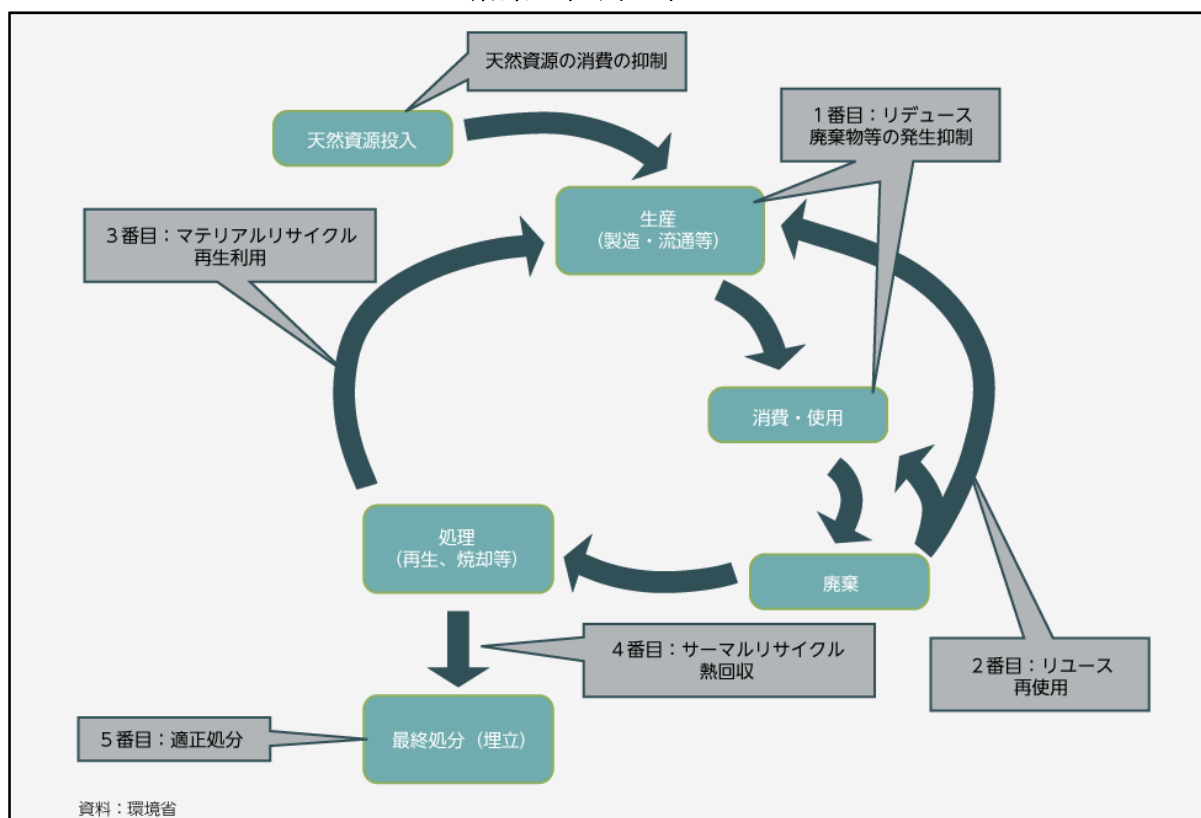 天然資源の消費の抑制
天然資源投入
1番目：リデュース
廃棄物等の発生抑制
生産
（製造・流通等）
3番目：マテリアルリサイクル
再生利用
消費・使用
処理
（再生、焼却等）
廃棄
4番目：サーマルリサイクル
熱回収
2番目：リユース
再使用
5番目：適正処分
最終処分（埋立）
資料：環境省